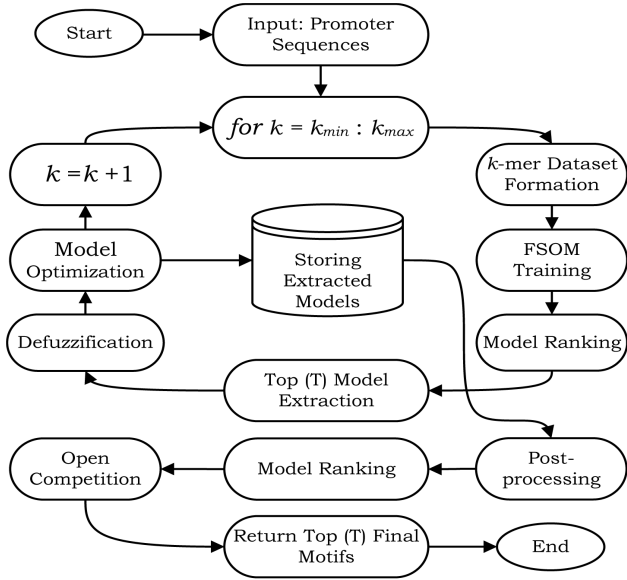 Start
Input: Promoter
Sequences
for k = kmin : kmax
k-mer Dataset
Formation
FSOM
Training
Model Ranking
Top (T) Model
Extraction
Defuzzification
Model
Optimization
k = k + 1
Storing
Extracted
Models
Post-
processing
Model Ranking
Open
Competition
Return Top (T) Final
Motifs
End